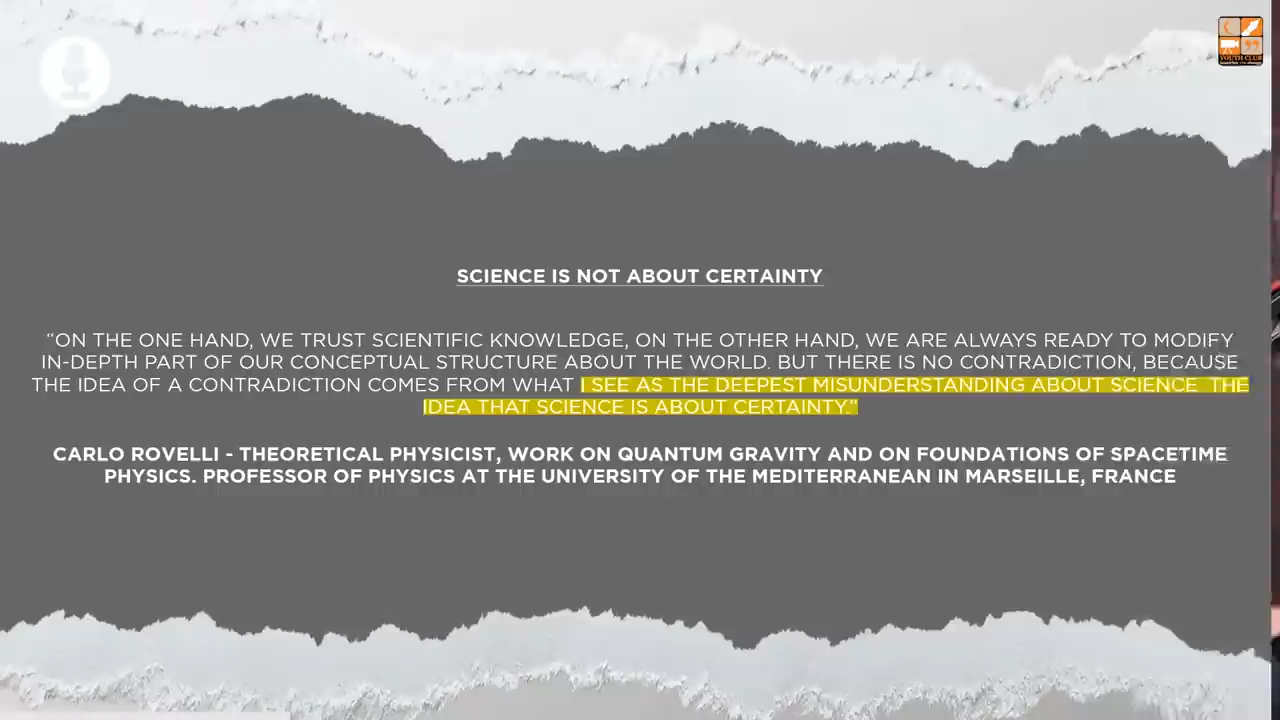 YOUTH CLUB
SCIENCE IS NOT ABOUT CERTAINTY
“ON THE ONE HAND, WE TRUST SCIENTIFIC KNOWLEDGE, ON THE OTHER HAND, WE ARE ALWAYS READY TO MODIFY
IN-DEPTH PART OF OUR CONCEPTUAL STRUCTURE ABOUT THE WORLD. BUT THERE IS NO CONTRADICTION, BECAUSE
THE IDEA OF A CONTRADICTION COMES FROM WHAT I SEE AS THE DEEPEST MISUNDERSTANDING ABOUT SCIENCE THE
IDEA THAT SCIENCE IS ABOUT CERTAINTY.”
CARLO ROVELLI - THEORETICAL PHYSICIST, WORK ON QUANTUM GRAVITY AND ON FOUNDATIONS OF SPACETIME
PHYSICS. PROFESSOR OF PHYSICS AT THE UNIVERSITY OF THE MEDITERRANEAN IN MARSEILLE, FRANCE